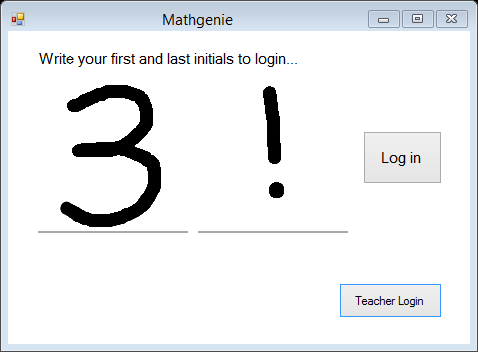 Mathgenie
Write your first and last initials to login...
3 !
Log in
Teacher Login